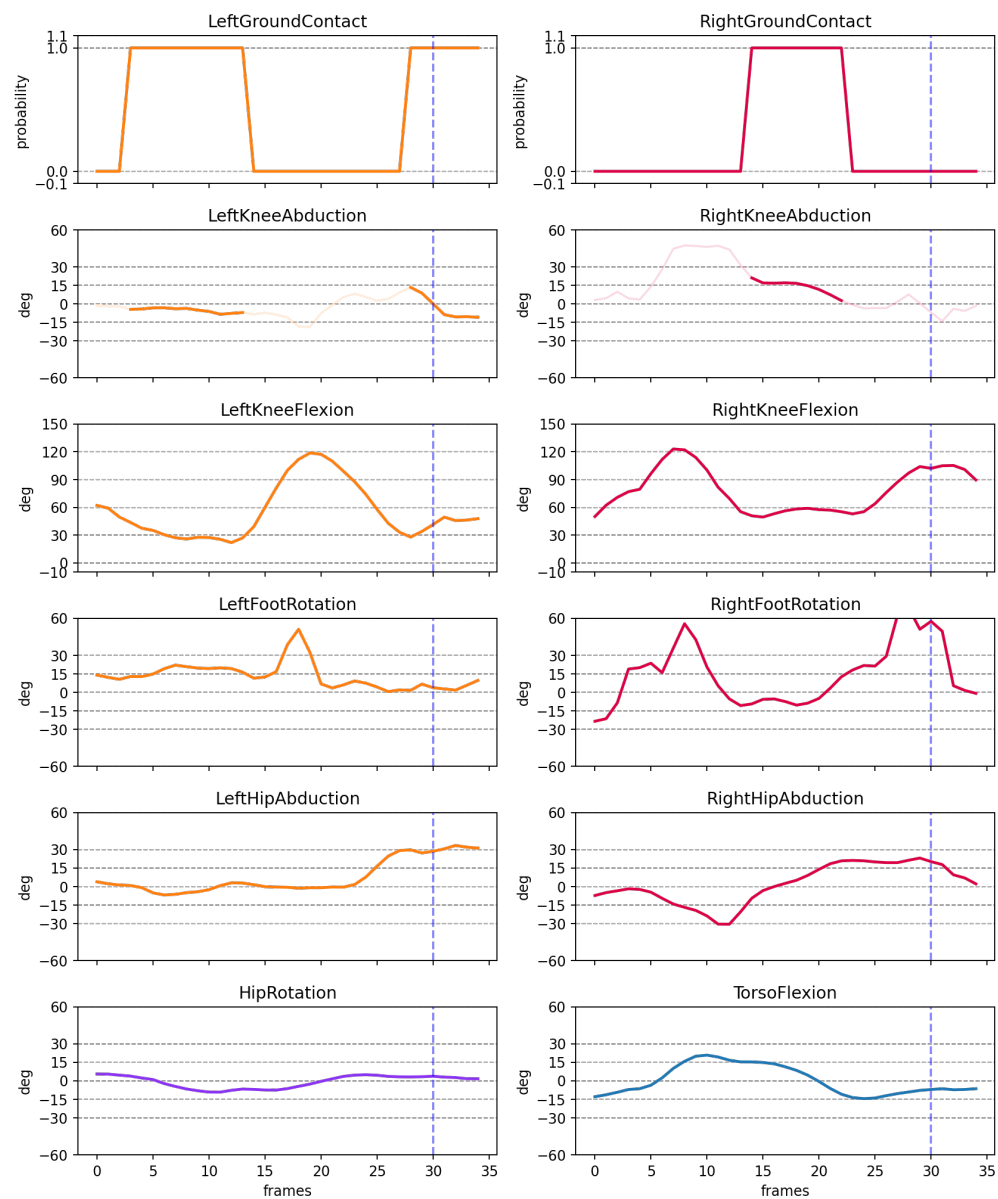 LeftGroundContact
RightGroundContact
1.1
1.0
0.0
−0.1
probability
1.1
1.0
0.0
−0.1
probability
LeftKneeAbduction
RightKneeAbduction
60
30
15
0
−15
−30
−60
deg
60
30
15
0
−15
−30
−60
deg
LeftKneeFlexion
RightKneeFlexion
150
120
90
60
30
0
−10
deg
150
120
90
60
30
0
−10
deg
LeftFootRotation
RightFootRotation
60
30
15
0
−15
−30
−60
deg
60
30
15
0
−15
−30
−60
deg
LeftHipAbduction
RightHipAbduction
60
30
15
0
−15
−30
−60
deg
60
30
15
0
−15
−30
−60
deg
HipRotation
TorsoFlexion
60
30
15
0
−15
−30
−60
deg
60
30
15
0
−15
−30
−60
deg
0 5 10 15 20 25 30 35
0 5 10 15 20 25 30 35
frames
frames